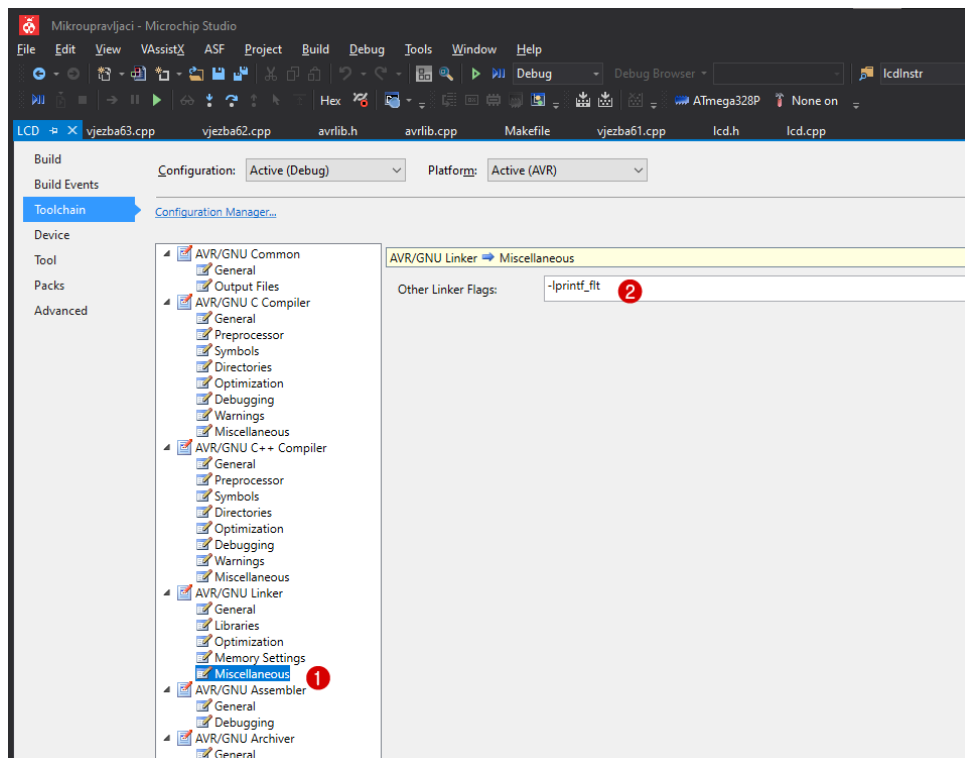 Mikroupravljaci - Microchip Studio
File Edit View VAssistX ASF Project Build Debug Tools Window Help
Debug Debug Browser lcdInstr
Hex ATmega328P None on
LCD vjezba63.cpp vjezba62.cpp avrlib.h avrlib.cpp Makefile vjezba61.cpp lcd.h lcd.cpp
Build
Build Events
Toolchain
Device
Tool
Packs
Advanced
Configuration: Active (Debug) Platform: Active (AVR)
Configuration Manager...
AVR/GNU Common
General
Output Files
AVR/GNU C Compiler
General
Preprocessor
Symbols
Directories
Optimization
Debugging
Warnings
Miscellaneous
AVR/GNU C++ Compiler
General
Preprocessor
Symbols
Directories
Optimization
Debugging
Warnings
Miscellaneous
AVR/GNU Linker
General
Libraries
Optimization
Memory Settings
Miscellaneous 1
AVR/GNU Assembler
General
Debugging
AVR/GNU Archiver
General
AVR/GNU Linker Miscellaneous
Other Linker Flags: -lprintf_flt 2